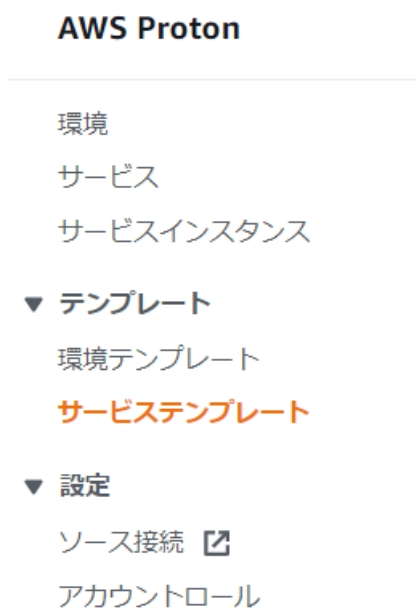 AWS Proton
環境
サービス
サービスインスタンス
テンプレート
環境テンプレート
サービステンプレート
設定
ソース接続
アカウントロール